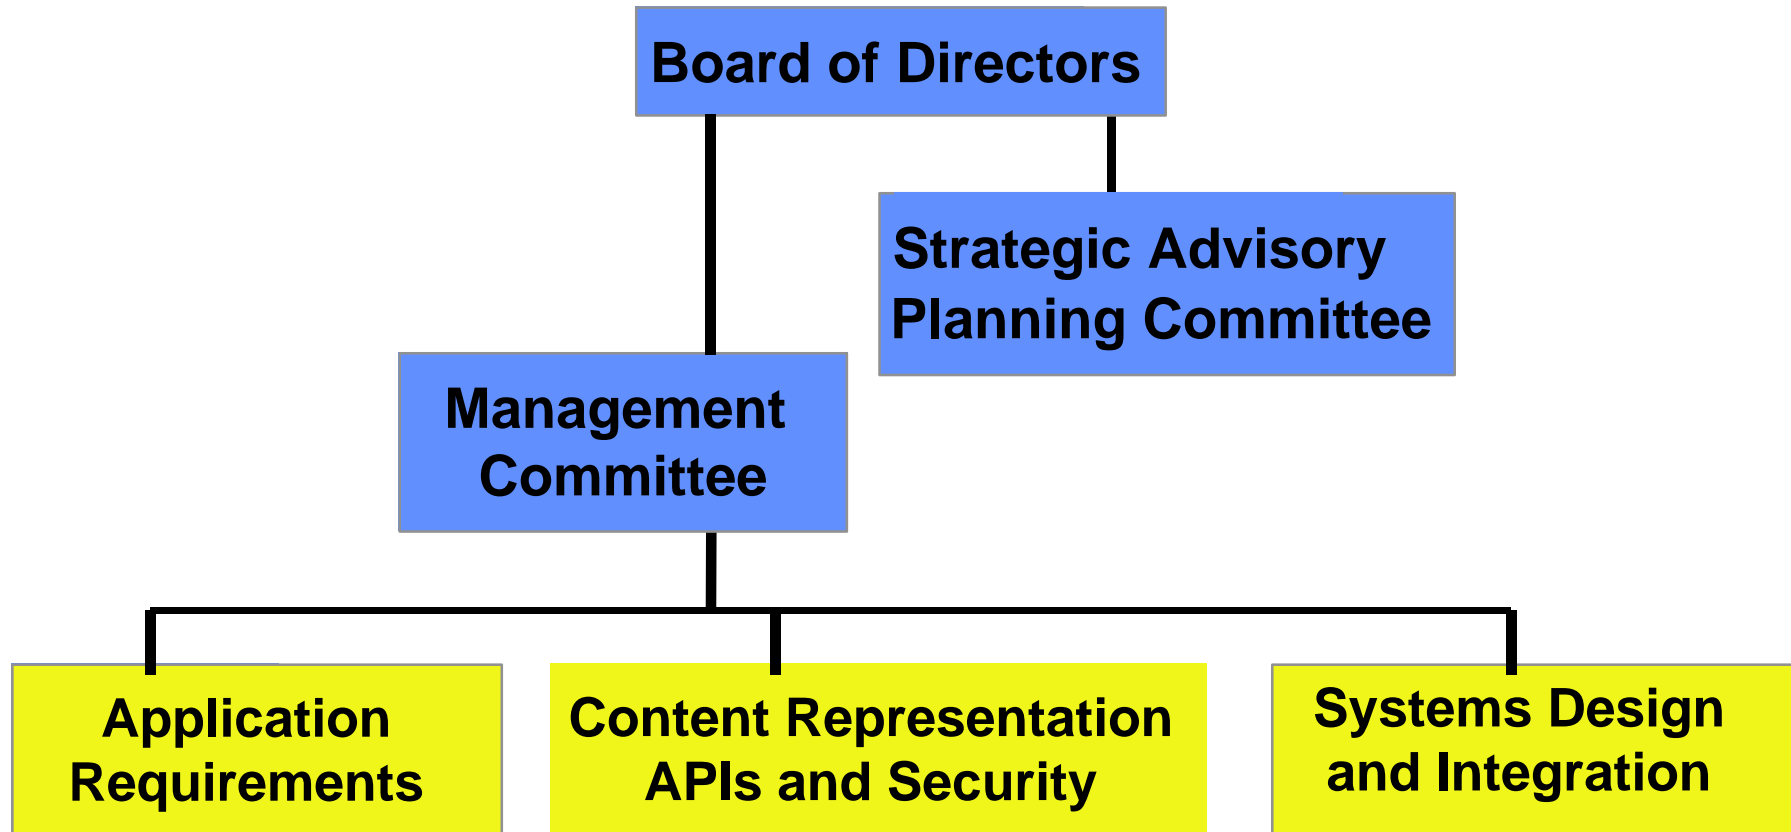 Board of Directors
Strategic Advisory
Planning Committee
Management
Committee
Application
Requirements
Content Representation
APIs and Security
Systems Design
and Integration